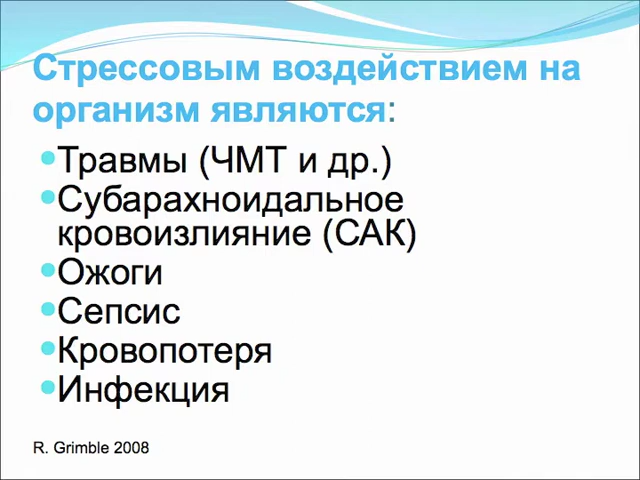 Стрессовым воздействием на
организм являются:
Травмы (ЧМТ и др.)
Субарахноидальное
кровоизлияние (САК)
Ожоги
Сепсис
Кровопотеря
Инфекция
R. Grimble 2008